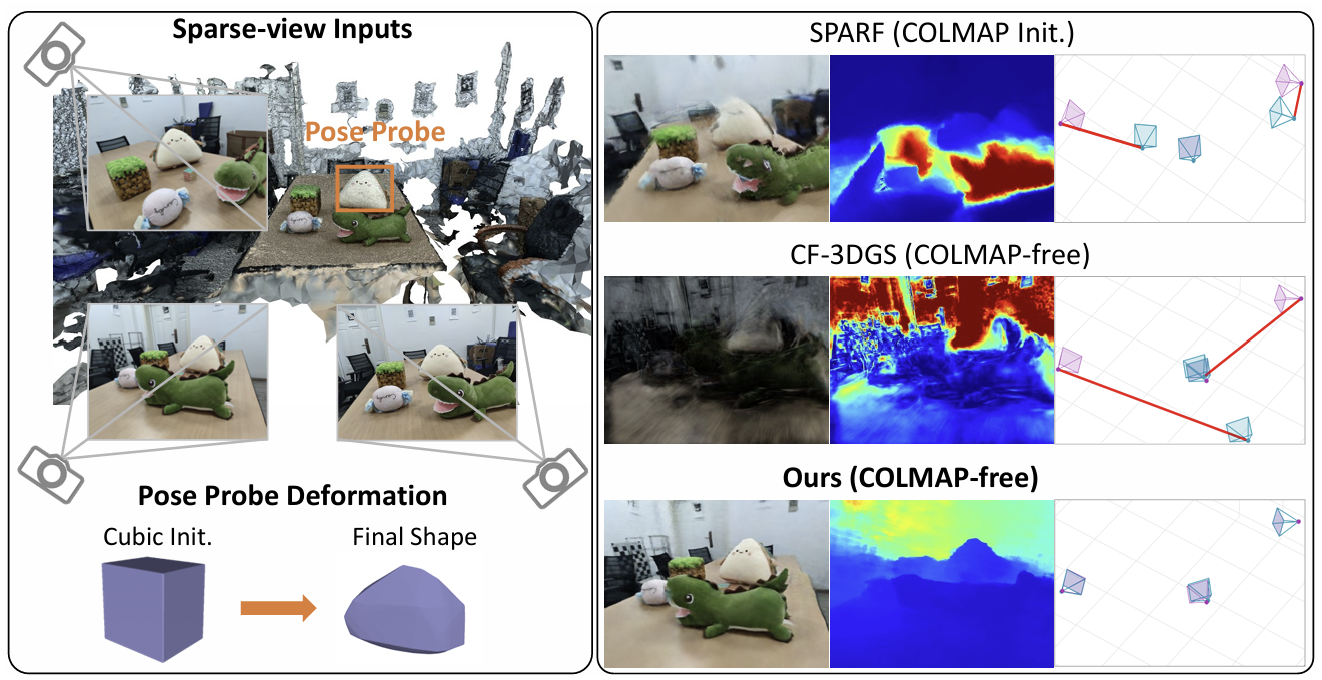 Sparse-view Inputs
Pose Probe
Pose Probe Deformation
Cubic Init.
Final Shape
SPARF (COLMAP Init.)
CF-3DGS (COLMAP-free)
Ours (COLMAP-free)